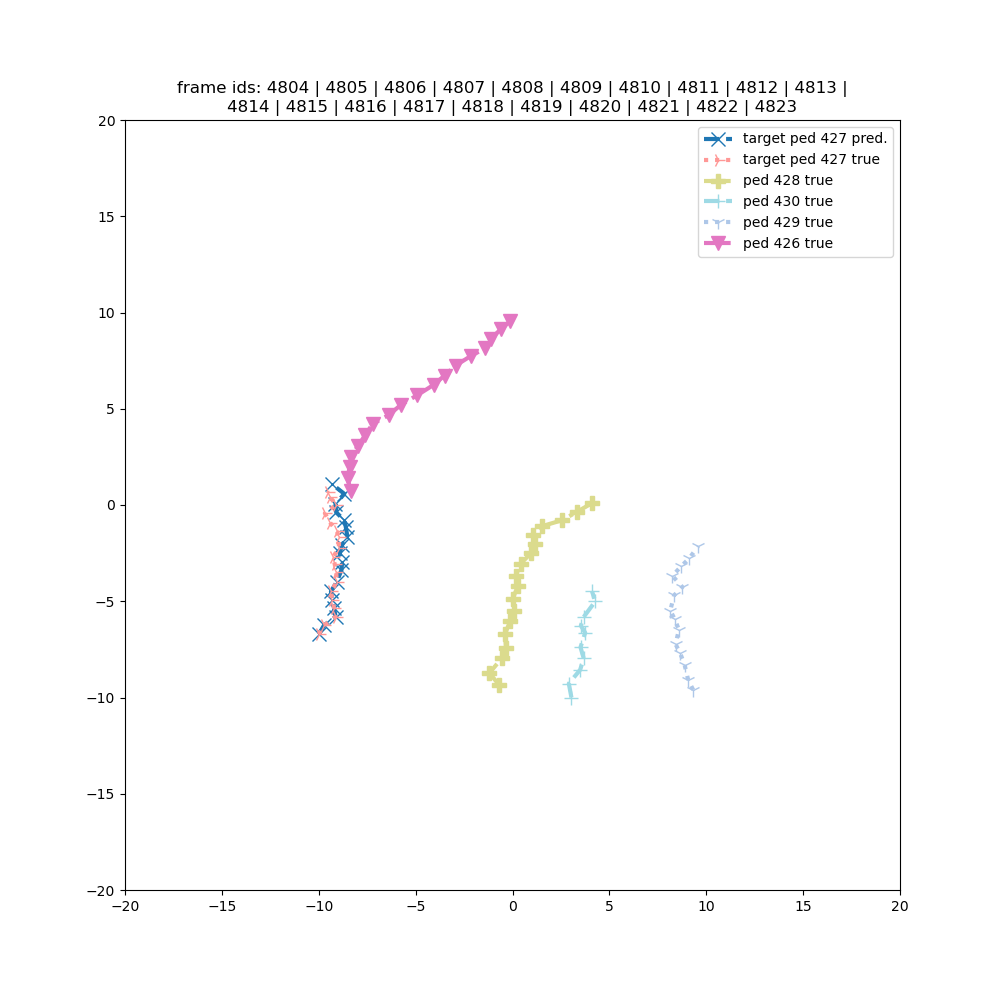 frame ids: 4804 | 4805 | 4806 | 4807 | 4808 | 4809 | 4810 | 4811 | 4812 | 4813 |
4814 | 4815 | 4816 | 4817 | 4818 | 4819 | 4820 | 4821 | 4822 | 4823
target ped 427 pred.
target ped 427 true
ped 428 true
ped 430 true
ped 429 true
ped 426 true
20
15
10
5
0
−5
−10
−15
−20
−20 −15 −10 −5 0 5 10 15 20